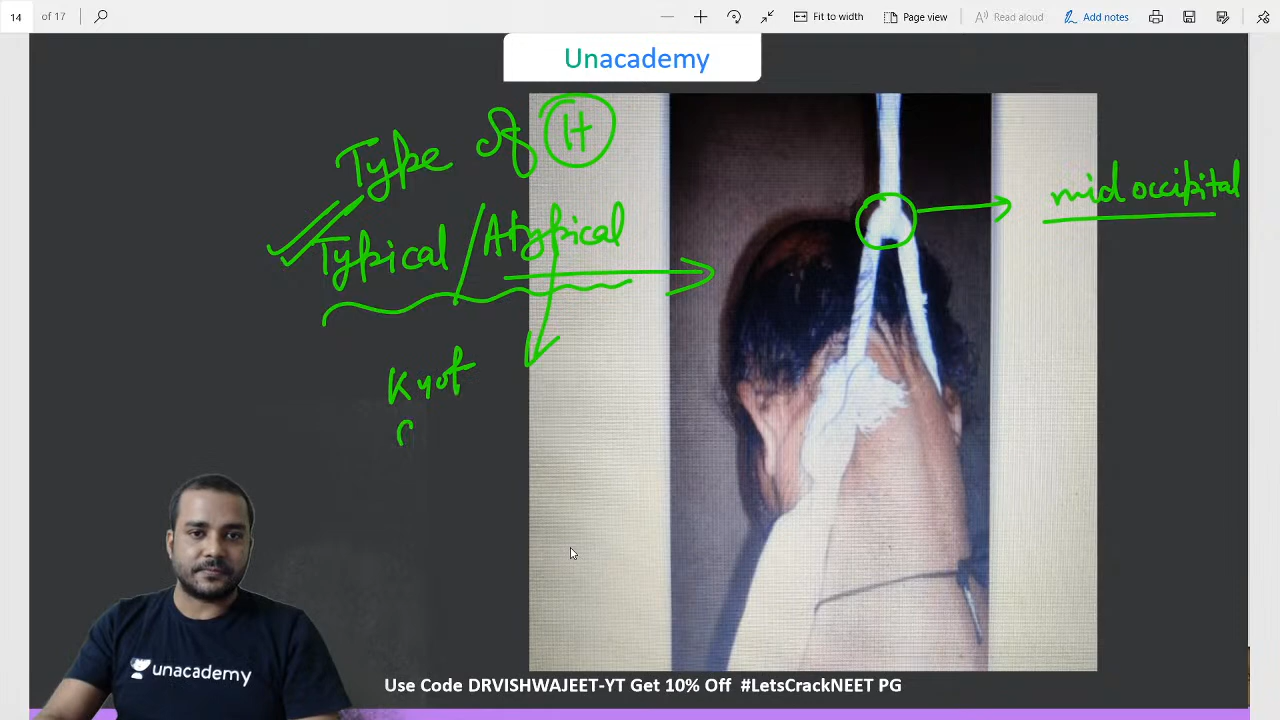 14 of 17
Fit to width
Page view
Read aloud
Add notes
Unacademy
Type of H
mid occipital
Typical / Atypical
Knot
unacademy
Use Code DRVISHWAJEET-YT Get 10% Off #LetsCrackNEET PG